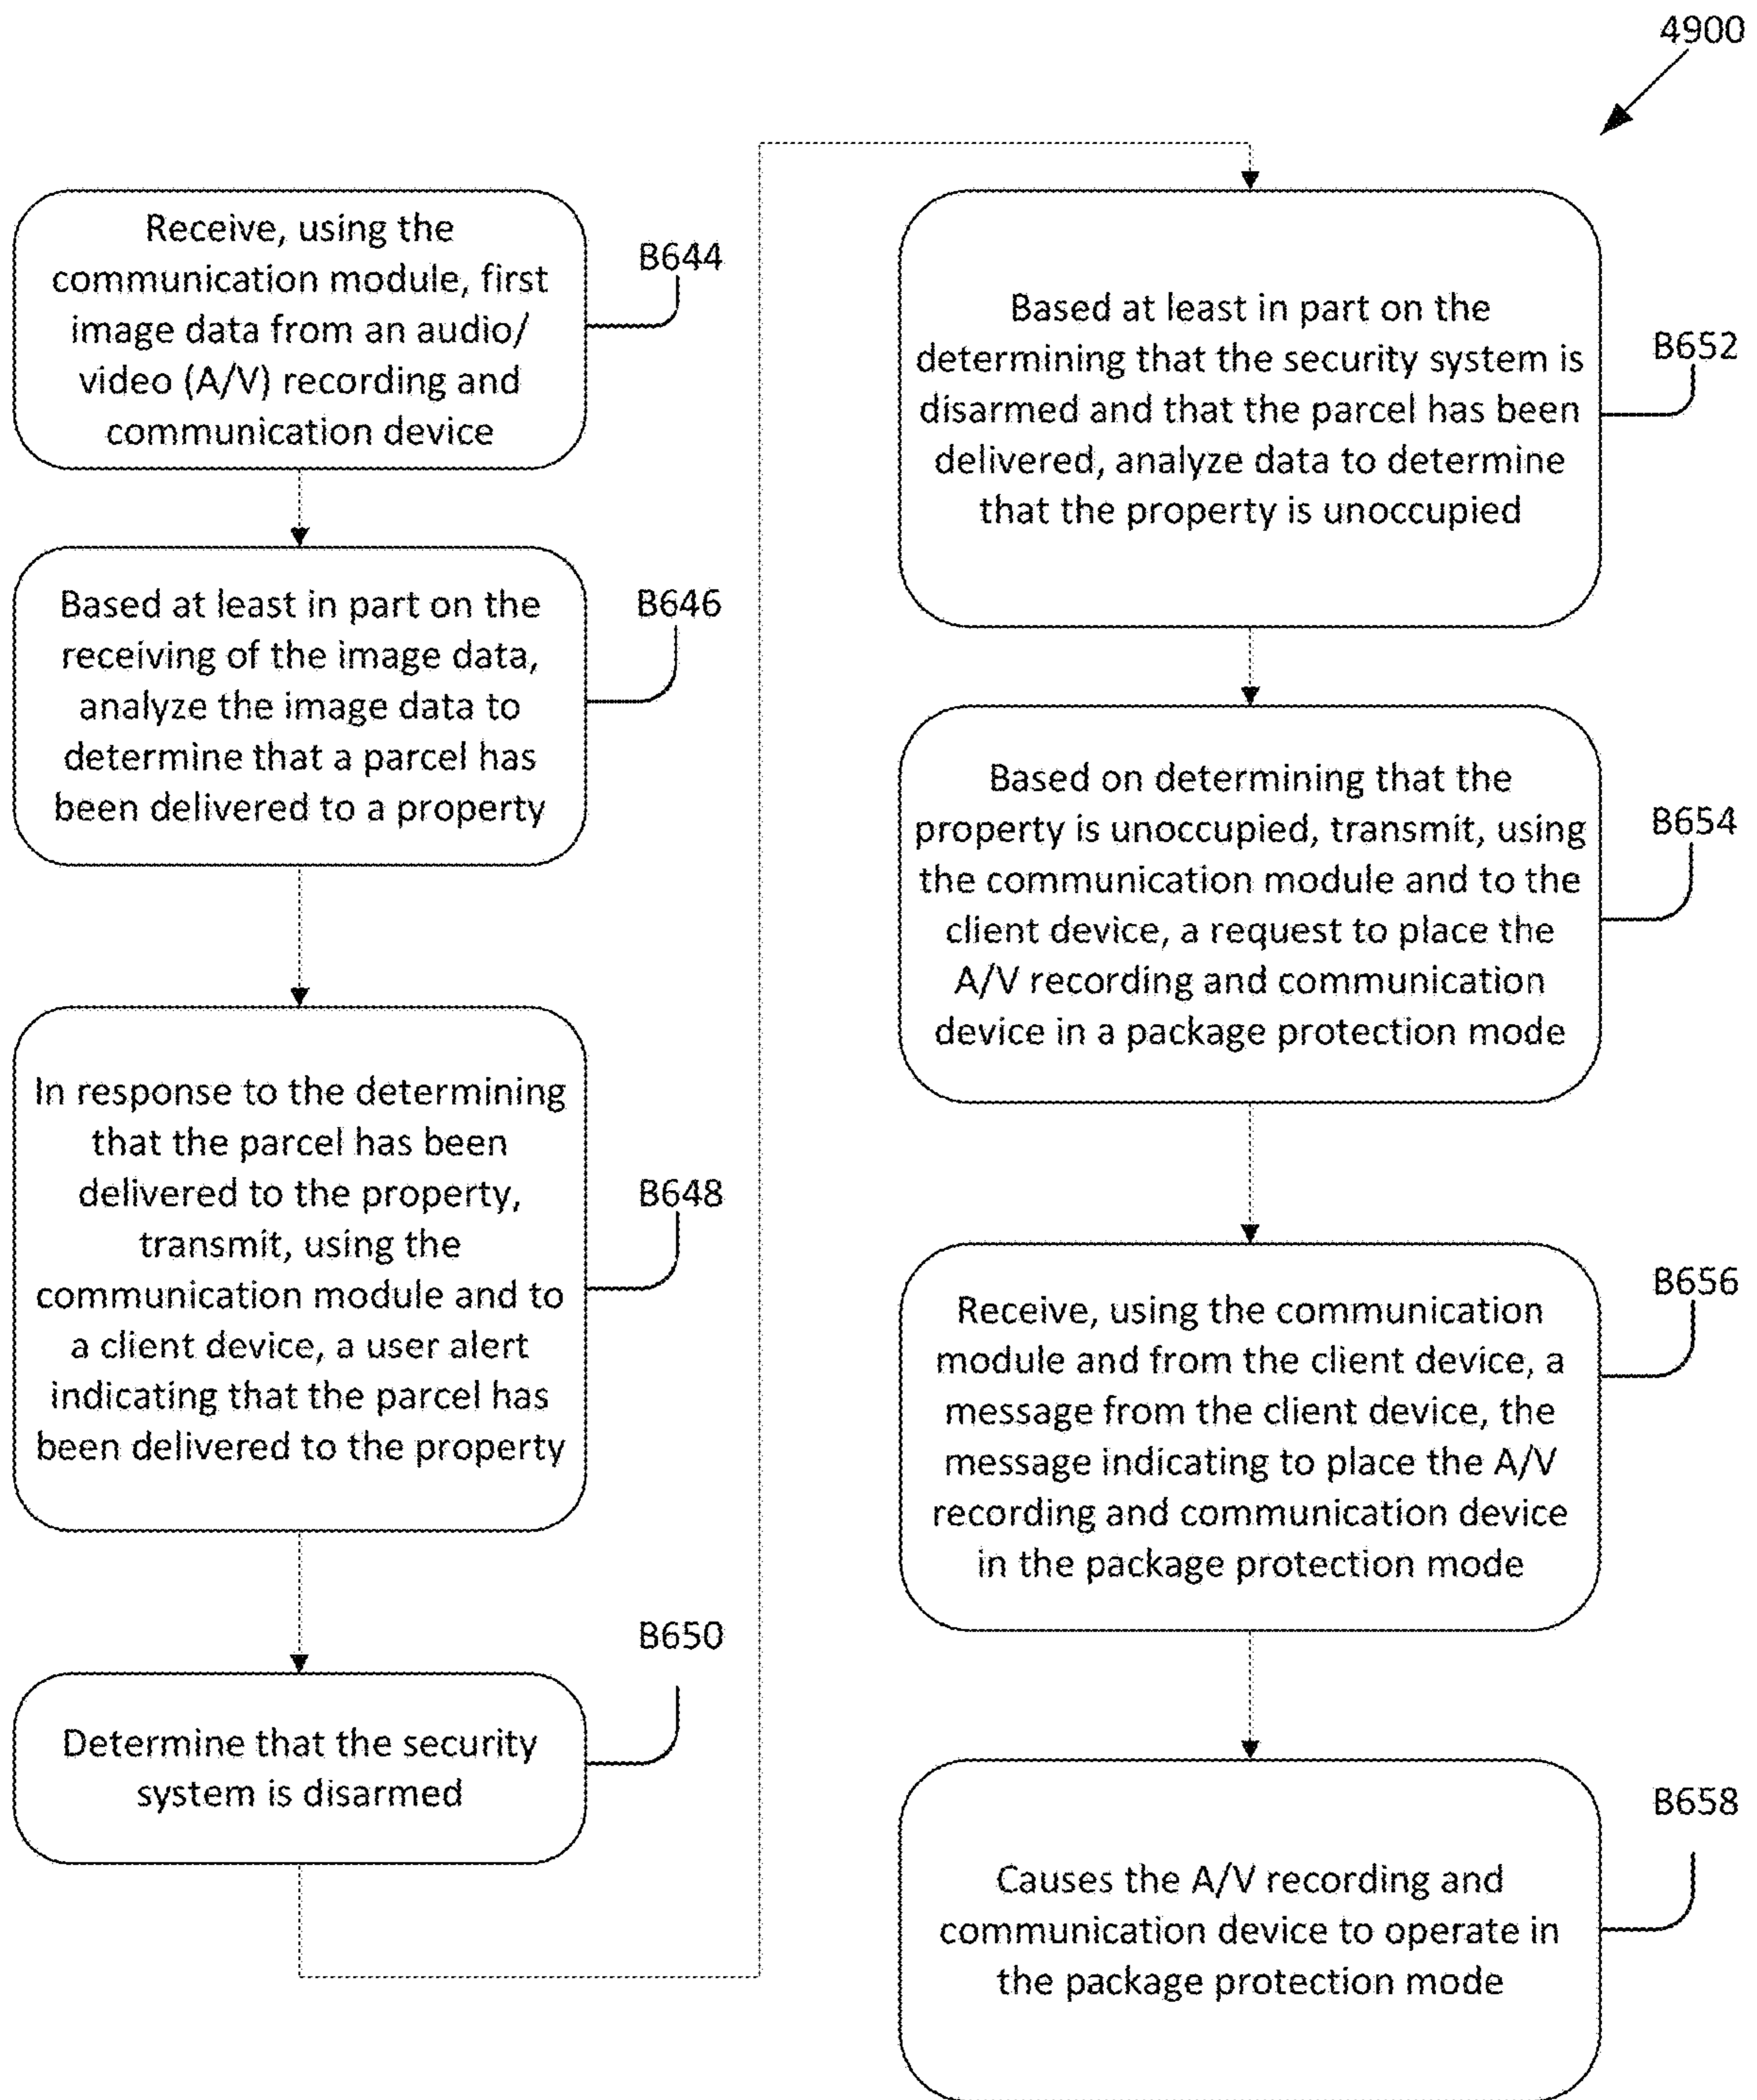 4900
Receive, using the
communication module, first
image data from an audio/
video (A/V) recording and
communication device
B644
Based at least in part on the
receiving of the image data,
analyze the image data to
determine that a parcel has
been delivered to a property
B646
In response to the determining
that the parcel has been
delivered to the property,
transmit, using the
communication module and to
a client device, a user alert
indicating that the parcel has
been delivered to the property
B648
Determine that the security
system is disarmed
B650
Based at least in part on the
determining that the security system is
disarmed and that the parcel has been
delivered, analyze data to determine
that the property is unoccupied
B652
Based on determining that the
property is unoccupied, transmit, using
the communication module and to the
client device, a request to place the
A/V recording and communication
device in a package protection mode
B654
Receive, using the communication
module and from the client device, a
message from the client device, the
message indicating to place the A/V
recording and communication device
in the package protection mode
B656
Causes the A/V recording and
communication device to operate in
the package protection mode
B658